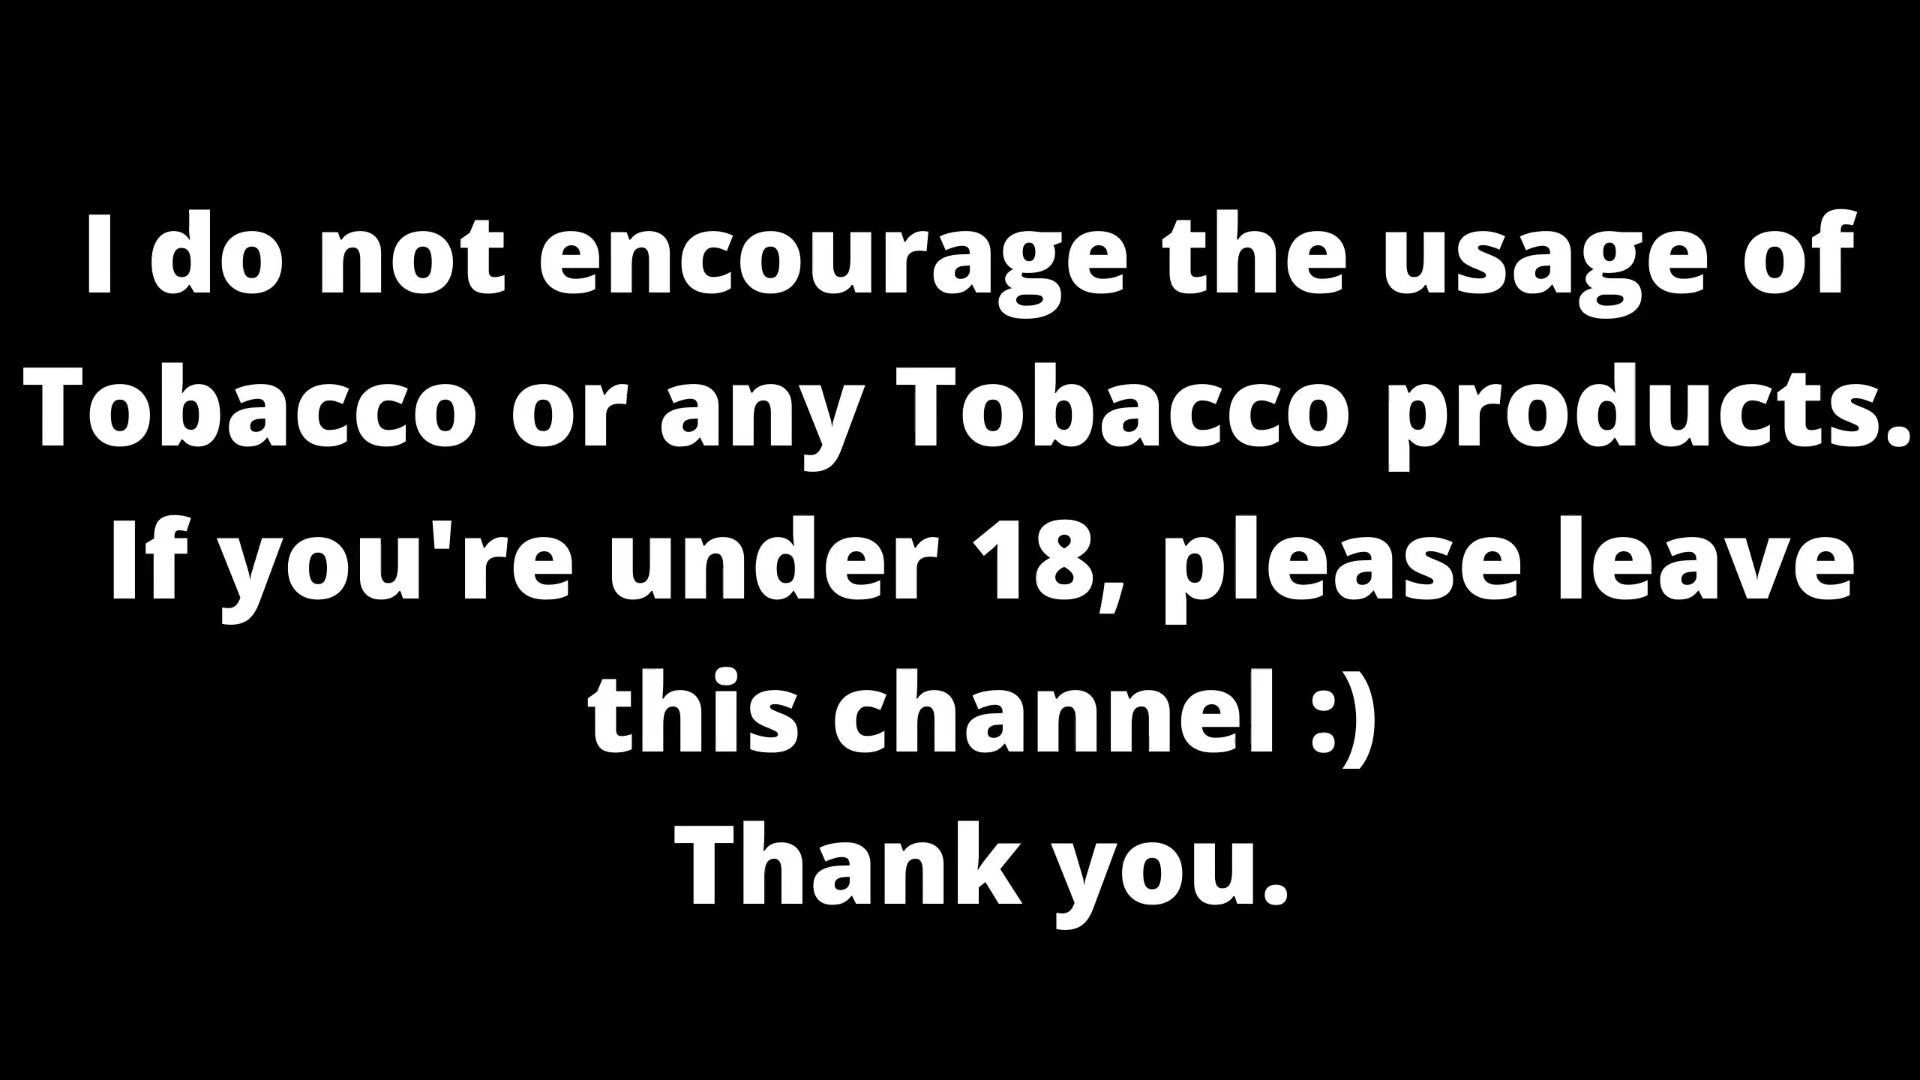 I do not encourage the usage of
Tobacco or any Tobacco products.
If you're under 18, please leave
this channel :)
Thank you.